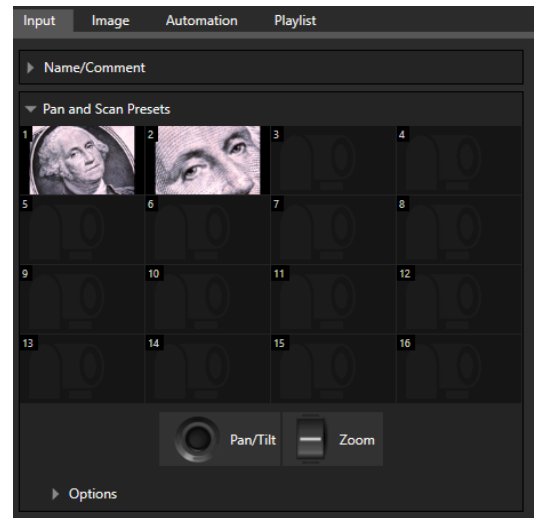 Input Image Automation Playlist
Name/Comment
Pan and Scan Presets
1 2 3 4
5 6 7 8
9 10 11 12
13 14 15 16
Pan/Tilt Zoom
Options